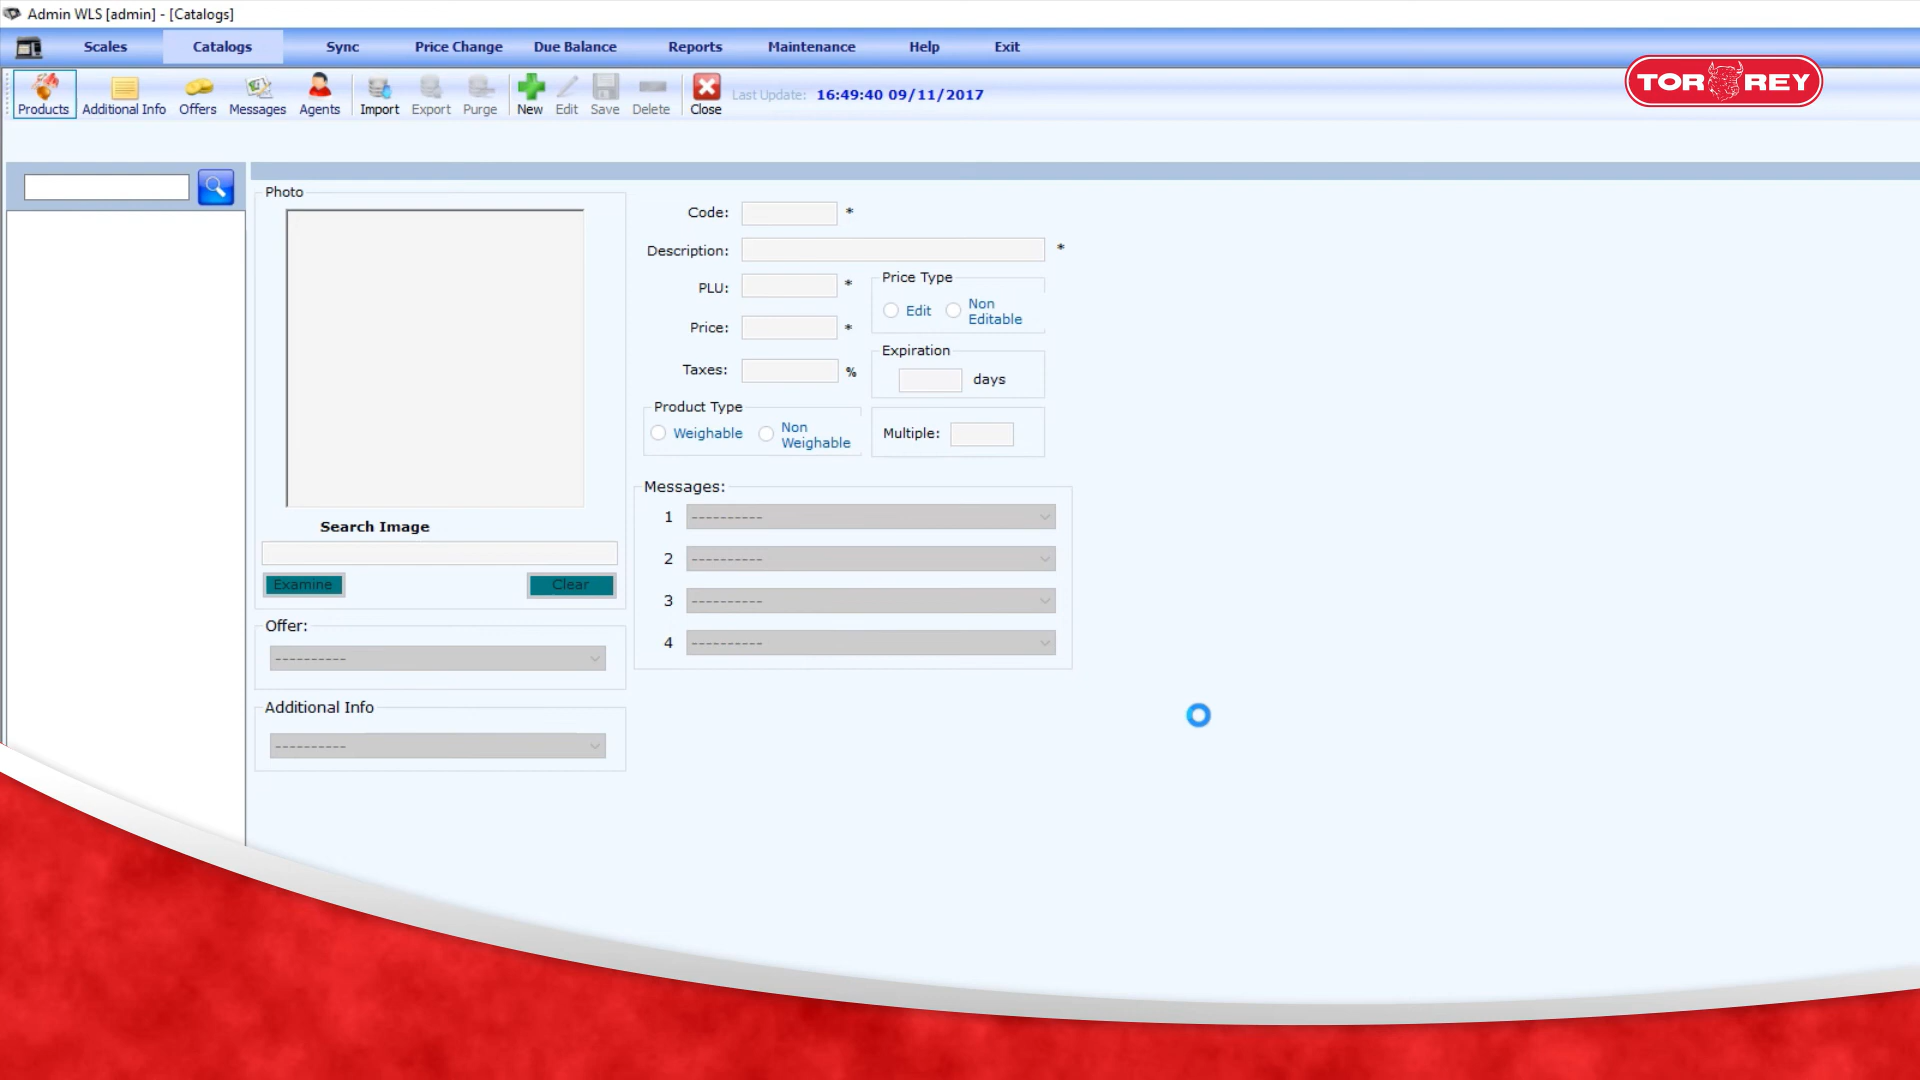 Admin WLS [admin] - [Catalogs]
Scales Catalogs Sync Price Change Due Balance Reports Maintenance Help Exit
TORREY
Products Additional Info Offers Messages Agents Import Export Purge New Edit Save Delete Close Last Update: 16:49:40 09/11/2017
Photo
Code: *
Description: *
PLU: *
Price Type
Edit Non Editable
Price: *
Expiration
days
Taxes: %
Product Type
Weighable Non Weighable
Multiple:
Messages:
1 ----------
2 ----------
3 ----------
4 ----------
Search Image
Examine Clear
Offer:
----------
Additional Info
----------